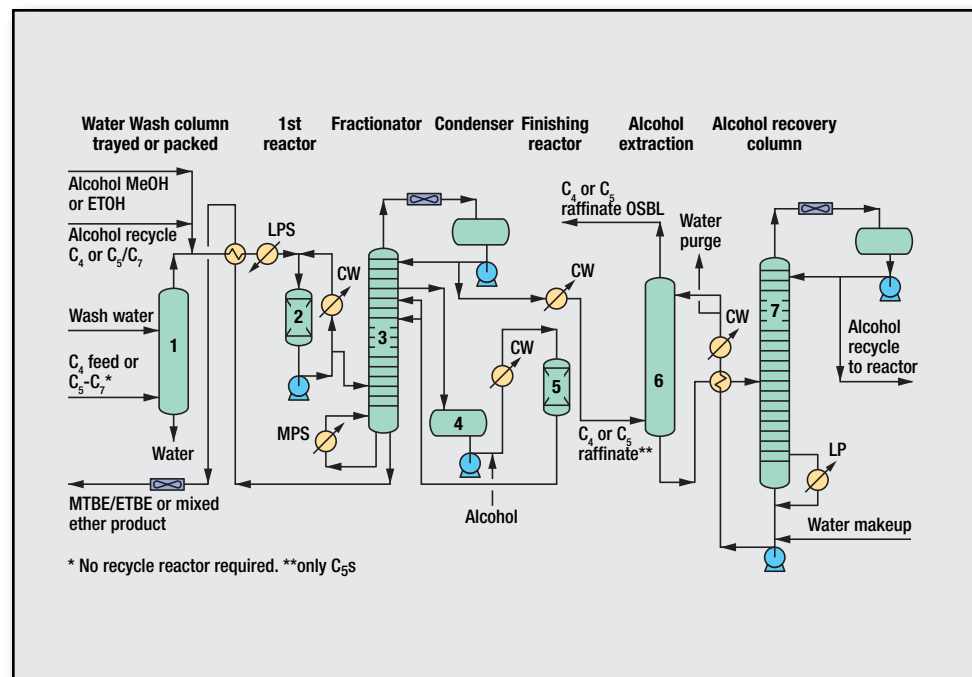 Water Wash column
trayed or packed
1st
reactor
Fractionator
Condenser
Finishing
reactor
Alcohol
extraction
Alcohol recovery
column
Alcohol MeOH
or ETOH
Alcohol recycle
C4 or C5/C7
Wash water
C4 feed or
C5-C7*
Water
MTBE/ETBE or mixed
ether product
1
LPS
2
CW
MPS
3
4
Alcohol
CW
5
CW
C4 or C5
raffinate OSBL
C4 or C5
raffinate**
6
Water
purge
CW
7
Alcohol
recycle
to reactor
LP
Water makeup
* No recycle reactor required. **only C5s